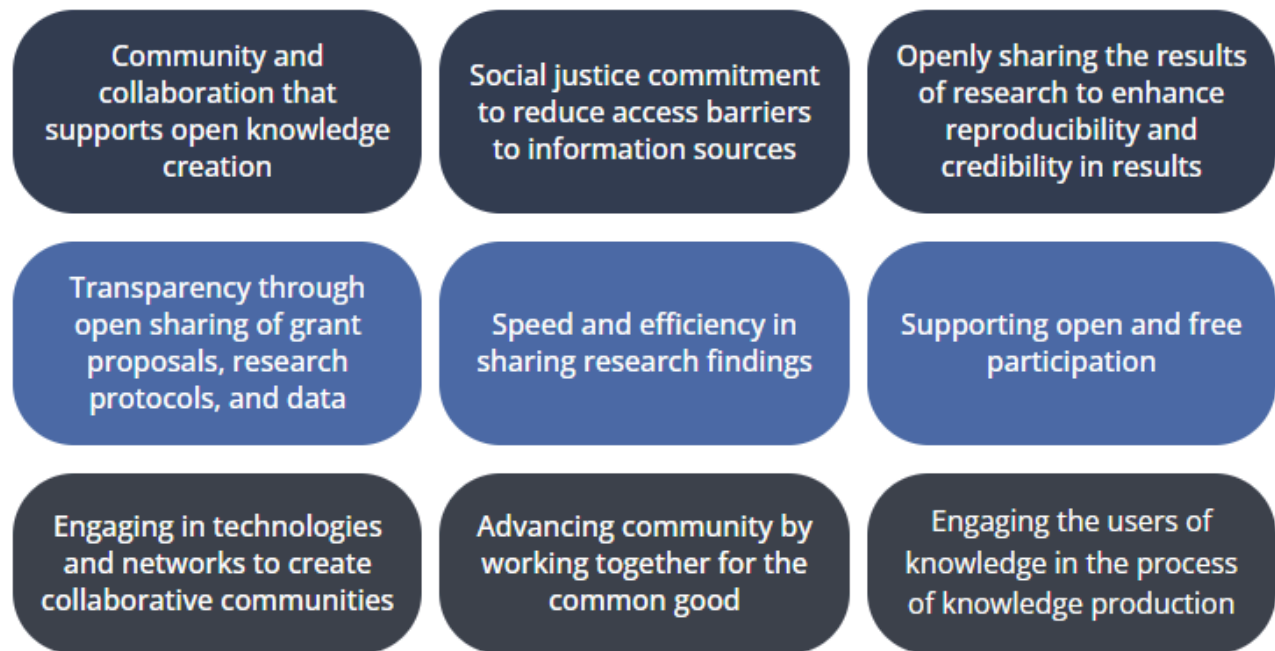 Community and
collaboration that
supports open knowledge
creation
Social justice commitment
to reduce access barriers
to information sources
Openly sharing the results
of research to enhance
reproducibility and
credibility in results
Transparency through
open sharing of grant
proposals, research
protocols, and data
Speed and efficiency in
sharing research findings
Supporting open and free
participation
Engaging in technologies
and networks to create
collaborative communities
Advancing community by
working together for the
common good
Engaging the users of
knowledge in the process
of knowledge production